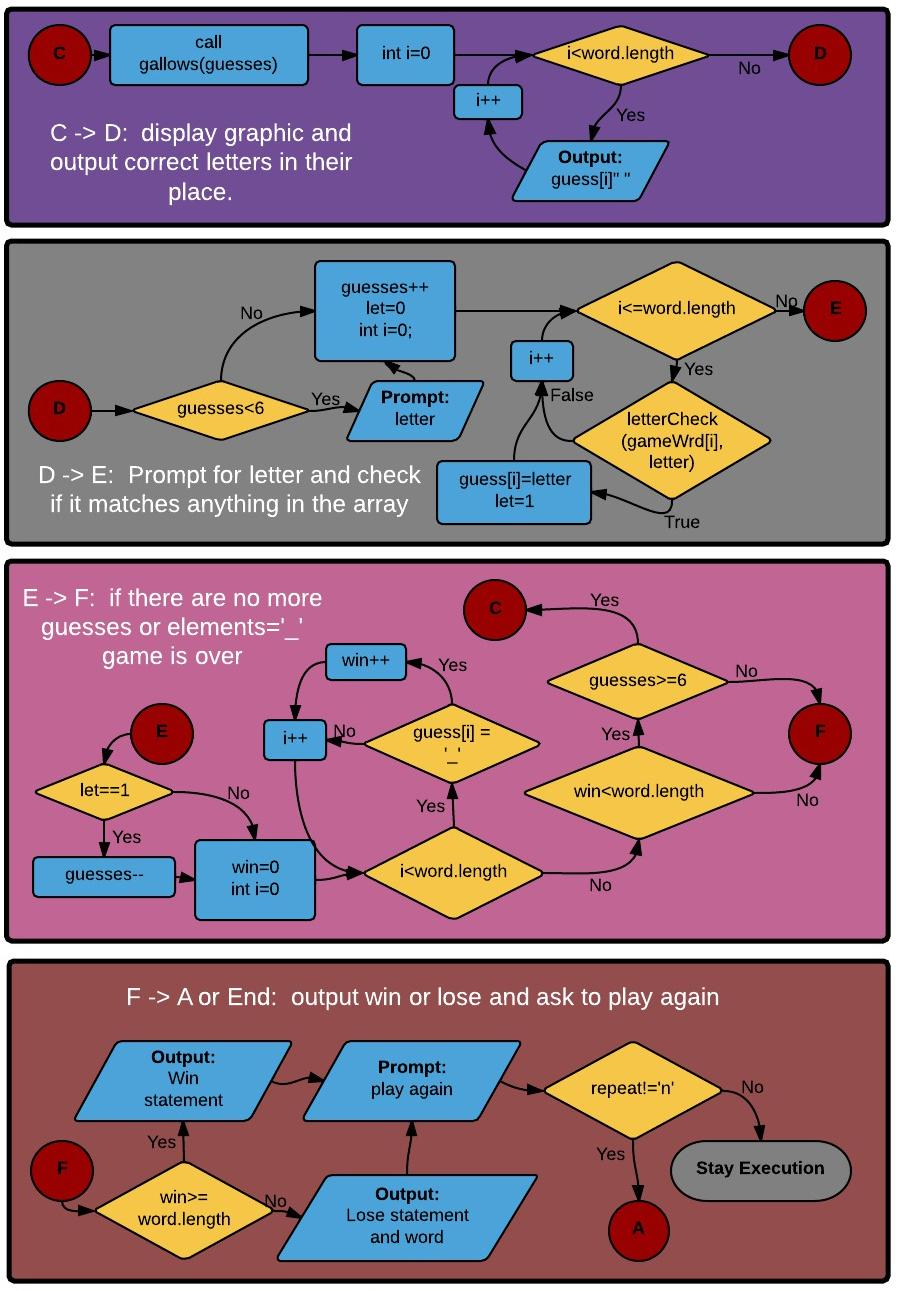 C
call
gallows(guesses)
int i=0
i<word.length
No
D
i++
Yes
Output:
guess[i]" "
C -> D:  display graphic and
output correct letters in their
place.
guesses++
let=0
int i=0;
No
i<=word.length
No
E
i++
Yes
D
guesses<6
Yes
Prompt:
letter
False
letterCheck
(gameWrd[i],
letter)
D -> E:  Prompt for letter and check
if it matches anything in the array
guess[i]=letter
let=1
True
E -> F:  if there are no more
guesses or elements='_'
game is over
C
Yes
win++
Yes
guesses>=6
No
E
i++
No
guess[i] =
'_'
Yes
F
let==1
No
Yes
win<word.length
No
Yes
guesses--
win=0
int i=0
i<word.length
No
F -> A or End:  output win or lose and ask to play again
Output:
Win
statement
Prompt:
play again
repeat!='n'
No
Yes
F
Yes
Stay Execution
win>=
word.length
No
Output:
Lose statement
and word
A